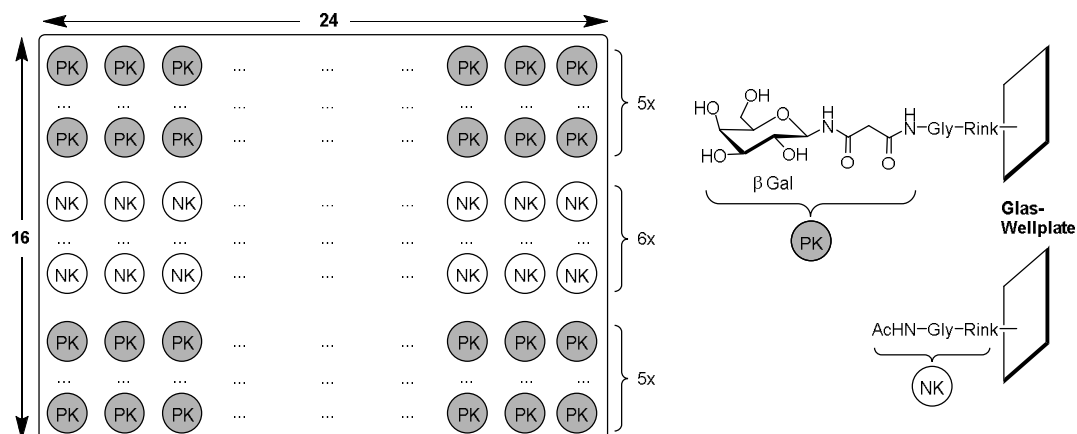 24
PK PK PK ... ... ... PK PK PK
... ... ... ... ... ... ... ... ...
PK PK PK ... ... ... PK PK PK
5x
NK NK NK ... ... ... NK NK NK
16 ... ... ... ... ... ... ... ... ...
NK NK NK ... ... ... NK NK NK
6x
PK PK PK ... ... ... PK PK PK
... ... ... ... ... ... ... ... ...
PK PK PK ... ... ... PK PK PK
5x
OH
HO
O
H
N
H
N
Gly Rink
HO
OH
O
O
β Gal
PK
Glas-
Wellplate
AcHN-Gly-Rink
NK